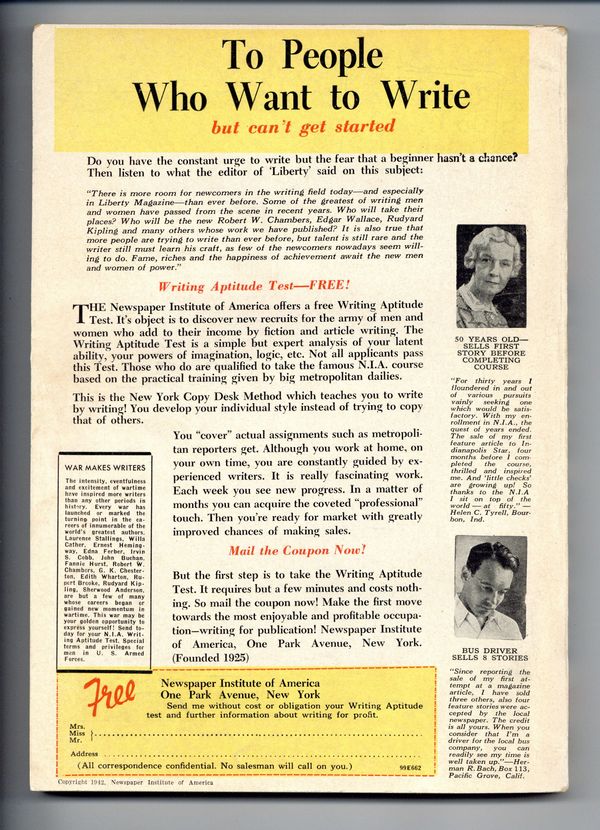 To People
Who Want to Write
but can't get started
Do you have the constant urge to write but the fear that a beginner hasn't a chance?
Then listen to what the editor of 'Liberty' said on this subject:
"There is more room for newcomers in the writing field today—and especially
in Liberty Magazine—than ever before. Some of the greatest of writing men
and women have passed from the scene in recent years. Who will take their
places? Who will be the new Robert W. Chambers, Edgar Wallace, Rudyard
Kipling and many others whose work we have published? It is also true that
more people are trying to write than ever before, but talent is still rare and the
writer still must learn his craft, as few of the newcomers nowadays seem will-
ing to do. Fame, riches and the happiness of achievement await the new men
and women of power."
Writing Aptitude Test—FREE!
THE Newspaper Institute of America offers a free Writing Aptitude
Test. It's object is to discover new recruits for the army of men and
women who add to their income by fiction and article writing. The
Writing Aptitude Test is a simple but expert analysis of your latent
ability, your powers of imagination, logic, etc. Not all applicants pass
this Test. Those who do are qualified to take the famous N.I.A. course
based on the practical training given by big metropolitan dailies.
This is the New York Copy Desk Method which teaches you to write
by writing! You develop your individual style instead of trying to copy
that of others.
You "cover" actual assignments such as metropoli-
tan reporters get. Although you work at home, on
your own time, you are constantly guided by ex-
perienced writers. It is really fascinating work.
Each week you see new progress. In a matter of
months you can acquire the coveted "professional"
touch. Then you're ready for market with greatly
improved chances of making sales.
Mail the Coupon Now!
But the first step is to take the Writing Aptitude
Test. It requires but a few minutes and costs noth-
ing. So mail the coupon now! Make the first move
towards the most enjoyable and profitable occupa-
tion—writing for publication! Newspaper Institute
of America, One Park Avenue, New York.
(Founded 1925)
WAR MAKES WRITERS
The intensity, eventfulness
and excitement of wartime
have inspired more writers
than any other periods in
history. Every war has
launched or marked the
turning point in the ca-
reers of innumerable of the
world's greatest authors.
Laurence Stallings, Willa
Cather, Ernest Heming-
way, Edna Ferber, Irvin
S. Cobb, John Buchan,
Fannie Hurst, Robert W.
Chambers, G. K. Chester-
ton, Edith Wharton, Ru-
pert Brooke, Rudyard Kip-
ling, Sherwood Anderson,
are but a few of many
whose careers began or
gained new momentum in
wartime. This war may be
your golden opportunity to
express yourself! Send to-
day for your N.I.A. Writ-
ing Aptitude Test. Special
terms and privileges for
men in U. S. Armed
Forces.
50 YEARS OLD—
SELLS FIRST
STORY BEFORE
COMPLETING
COURSE
"For thirty years I
floundered in and out
of various pursuits
vainly seeking one
which would be satis-
factory. With my en-
rollment in N.I.A., the
quest of years ended.
The sale of my first
feature article to In-
dianapolis Star, four
months before I com-
pleted the course,
thrilled and inspired
me. And 'little checks'
are growing up! So
thanks to the N.I.A
I sit on top of the
world — at fifty."—
Helen C. Tyrell, Bour-
bon, Ind.
BUS DRIVER
SELLS 8 STORIES
"Since reporting the
sale of my first at-
tempt at a magazine
article, I have sold
three others, also four
feature stories were ac-
cepted by the local
newspaper. The credit
is all yours. When you
consider that I'm a
driver for the local bus
company, you can
readily see my time is
well taken up."—Her-
man R. Bach, Box 113,
Pacific Grove, Calif.
Free
Newspaper Institute of America
One Park Avenue, New York
Send me without cost or obligation your Writing Aptitude
test and further information about writing for profit.
Mrs.
Miss
Mr.
Address
(All correspondence confidential. No salesman will call on you.) 99E662
Copyright 1942, Newspaper Institute of America